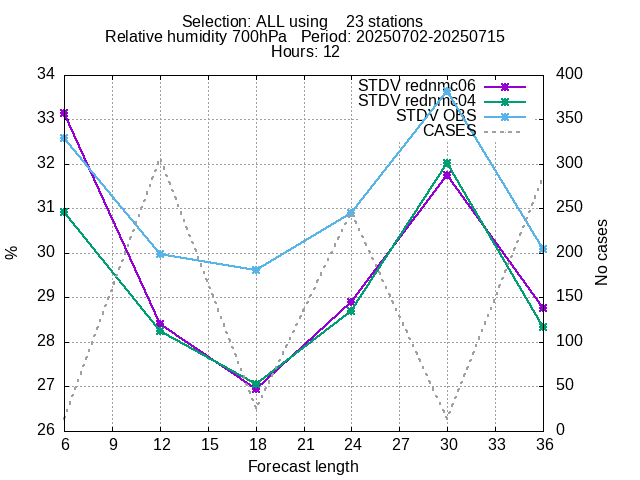 Selection: ALL using    23 stations
Relative humidity 700hPa   Period: 20250702-20250715
Hours: 12
34
33
32
31
30
29
28
27
26
400
350
300
250
200
150
100
50
0
STDV rednmc06
STDV rednmc04
STDV OBS
CASES
%
No cases
6 9 12 15 18 21 24 27 30 33 36
Forecast length